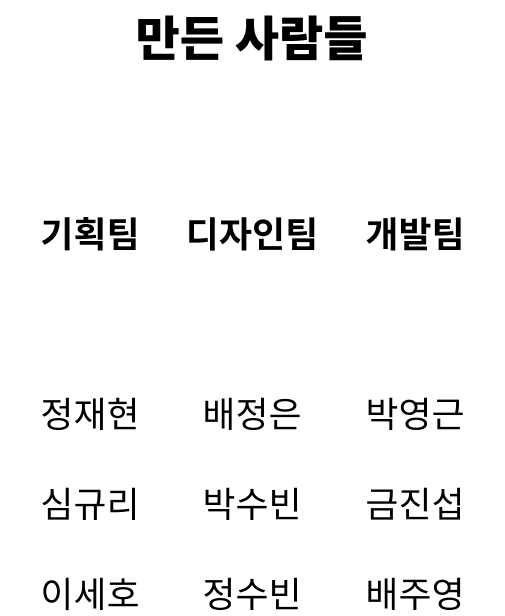 만든 사람들
기획팀 디자인팀 개발팀
정재현 배정은 박영근
심규리 박수빈 금진섭
이세호 정수빈 배주영